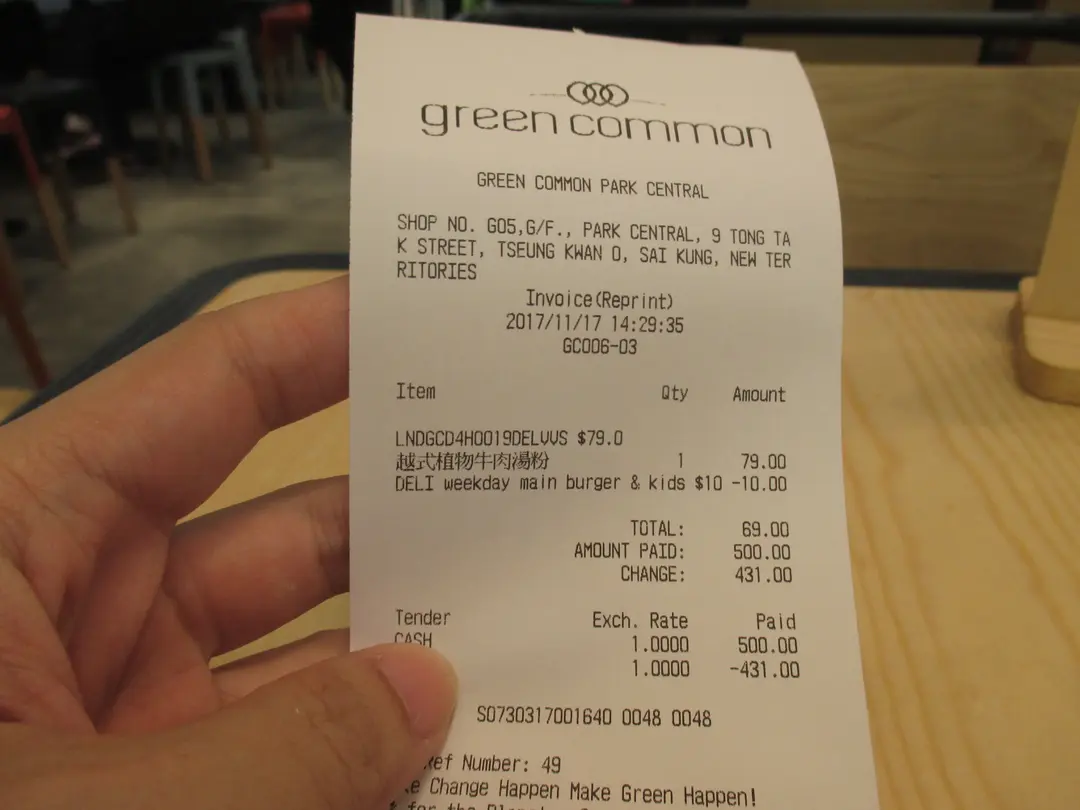 green common
GREEN COMMON PARK CENTRAL
SHOP NO. G05,G/F., PARK CENTRAL, 9 TONG TA
K STREET, TSEUNG KWAN O, SAI KUNG, NEW TER
RITORIES
Invoice(Reprint)
2017/11/17 14:29:35
GC006-03
Item Qty Amount
LNDGCD4H0019DELVVS $79.0
越式植物牛肉湯粉 1 79.00
DELI weekday main burger & kids $10 -10.00
TOTAL: 69.00
AMOUNT PAID: 500.00
CHANGE: 431.00
Tender Exch. Rate Paid
CASH 1.0000 500.00
1.0000 -431.00
S0730317001640 0048 0048
Ref Number: 49
Change Happen Make Green Happen!
for the